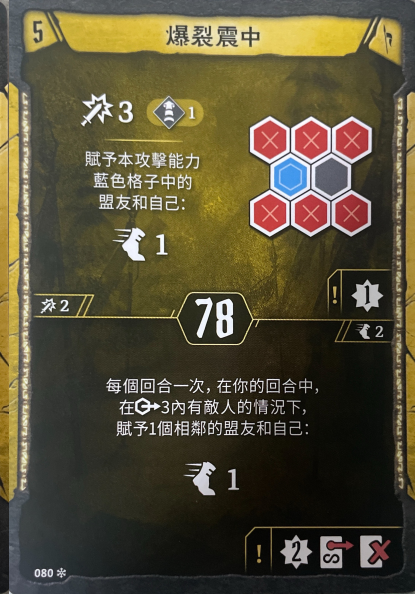 5
爆裂震中
3
1
賦予本攻擊能力
藍色格子中的
盟友和自己:
1
! 1
2
78
2
每個回合一次，在你的回合中，
在3內有敵人的情況下，
賦予1個相鄰的盟友和自己:
1
! 2
080